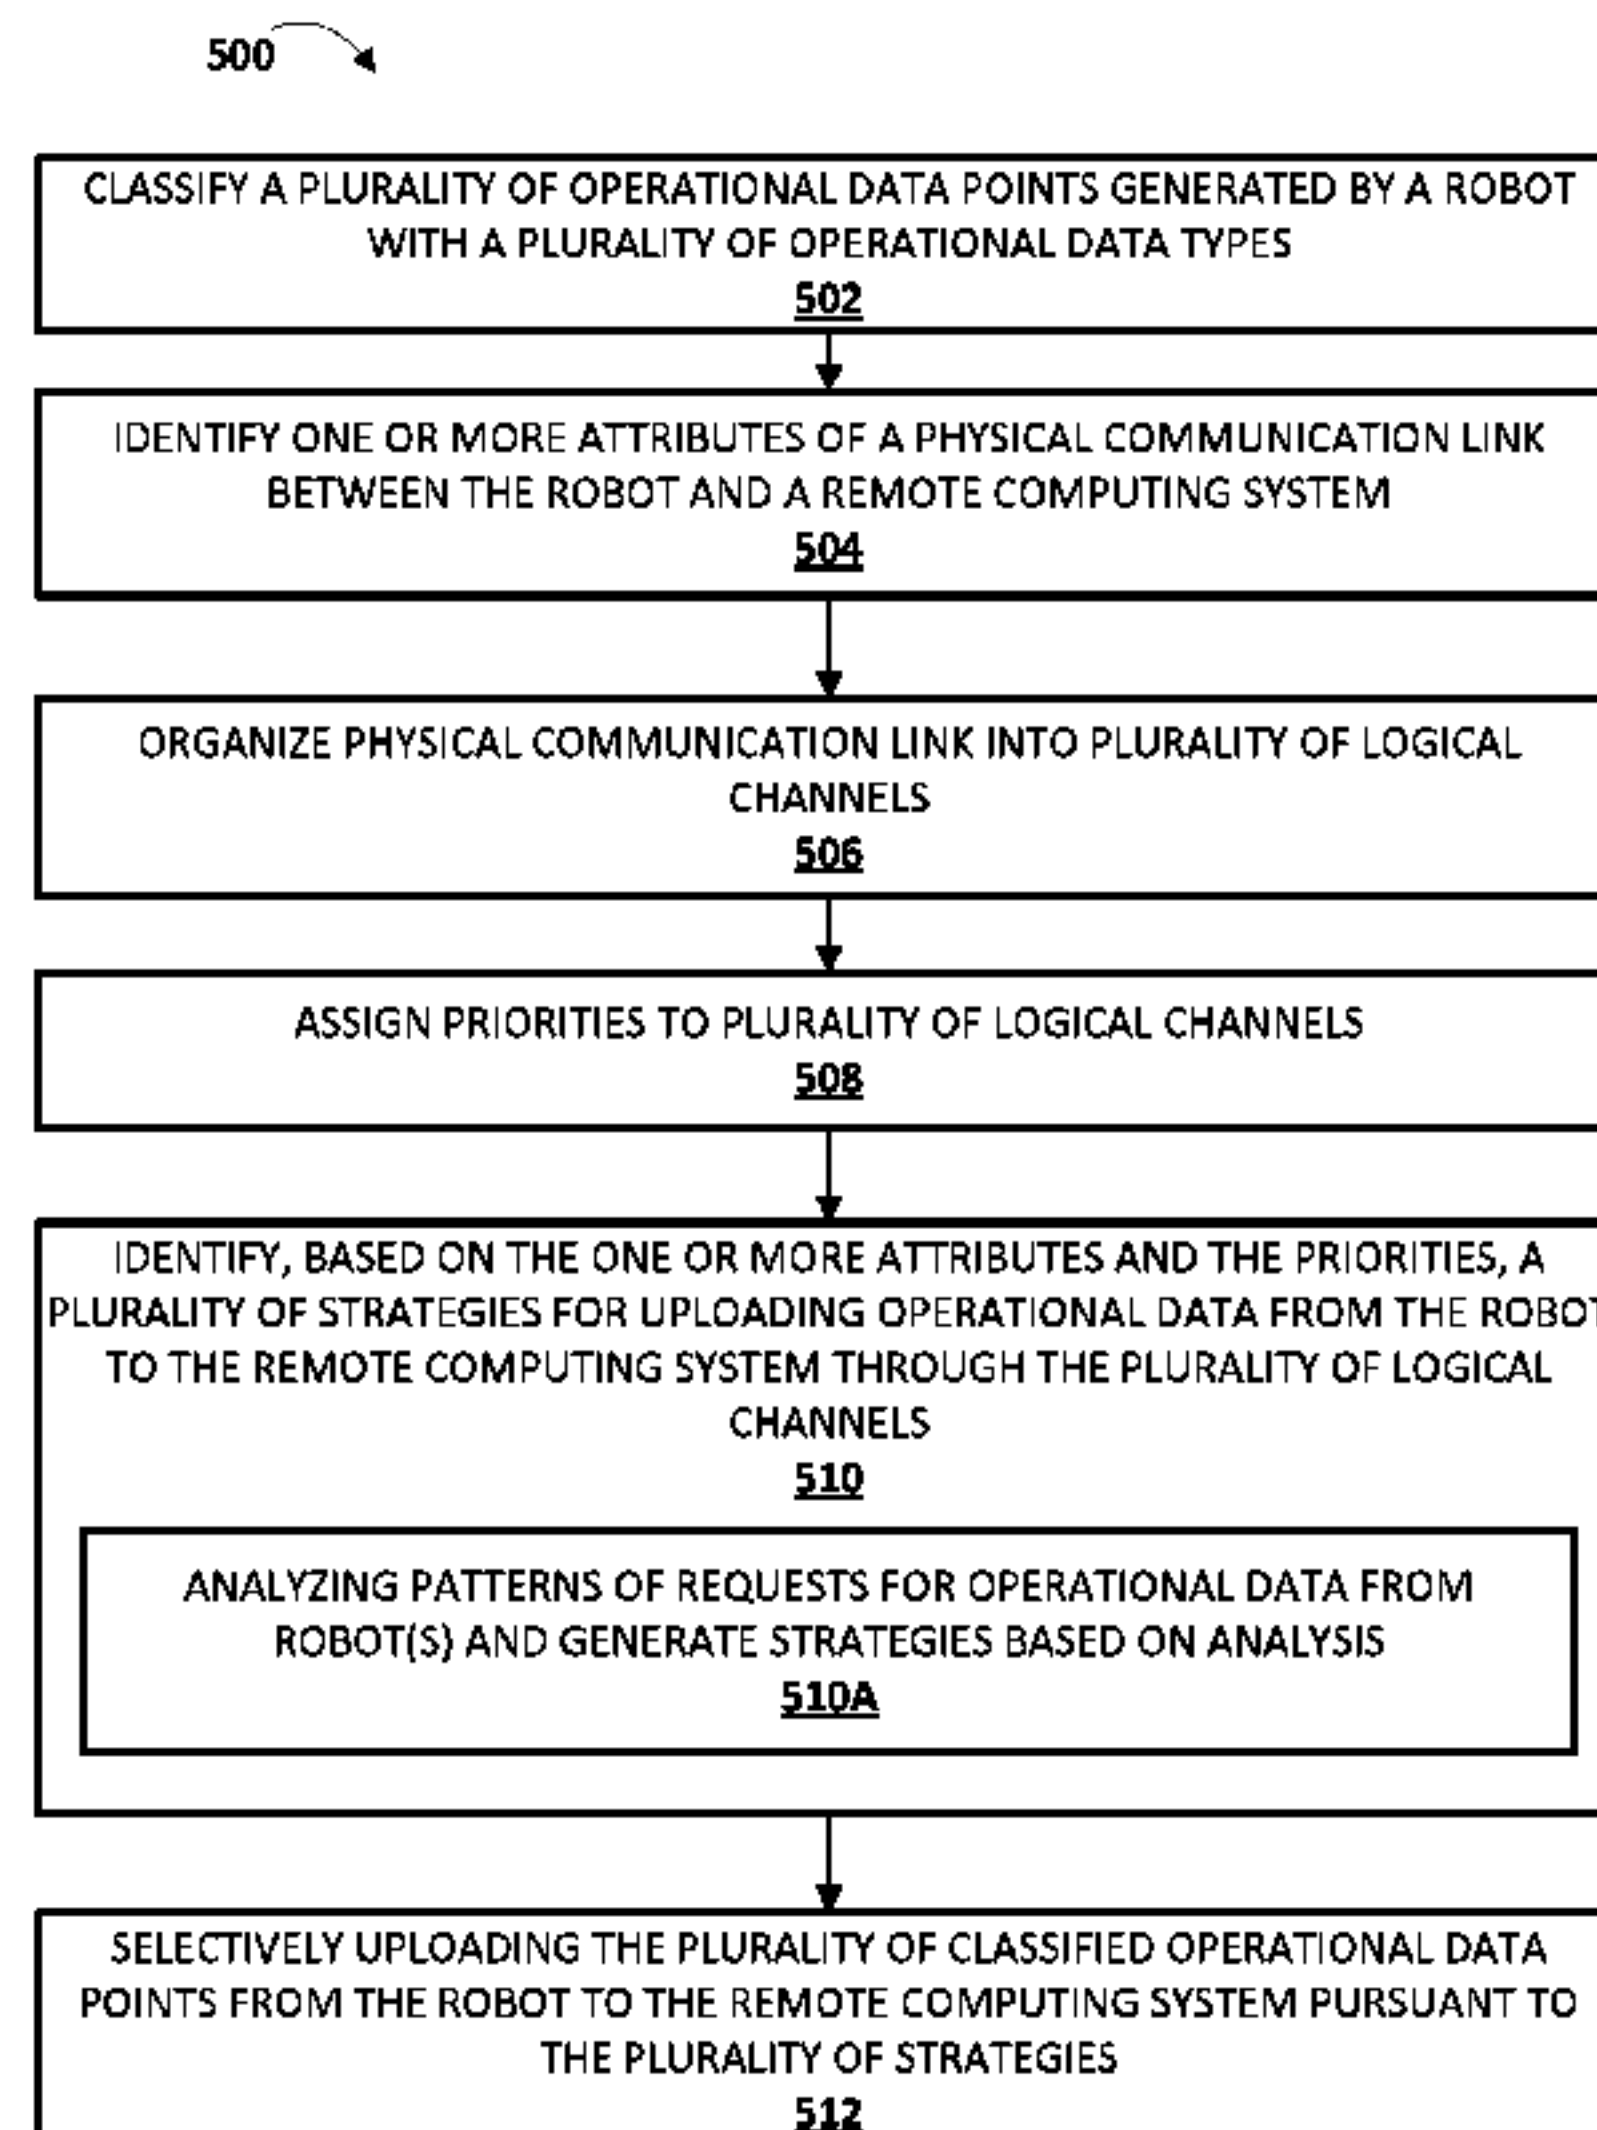 500
CLASSIFY A PLURALITY OF OPERATIONAL DATA POINTS GENERATED BY A ROBOT
WITH A PLURALITY OF OPERATIONAL DATA TYPES
502
IDENTIFY ONE OR MORE ATTRIBUTES OF A PHYSICAL COMMUNICATION LINK
BETWEEN THE ROBOT AND A REMOTE COMPUTING SYSTEM
504
ORGANIZE PHYSICAL COMMUNICATION LINK INTO PLURALITY OF LOGICAL
CHANNELS
506
ASSIGN PRIORITIES TO PLURALITY OF LOGICAL CHANNELS
508
IDENTIFY, BASED ON THE ONE OR MORE ATTRIBUTES AND THE PRIORITIES, A
PLURALITY OF STRATEGIES FOR UPLOADING OPERATIONAL DATA FROM THE ROBOT
TO THE REMOTE COMPUTING SYSTEM THROUGH THE PLURALITY OF LOGICAL
CHANNELS
510
ANALYZING PATTERNS OF REQUESTS FOR OPERATIONAL DATA FROM
ROBOT(S) AND GENERATE STRATEGIES BASED ON ANALYSIS
510A
SELECTIVELY UPLOADING THE PLURALITY OF CLASSIFIED OPERATIONAL DATA
POINTS FROM THE ROBOT TO THE REMOTE COMPUTING SYSTEM PURSUANT TO
THE PLURALITY OF STRATEGIES
512